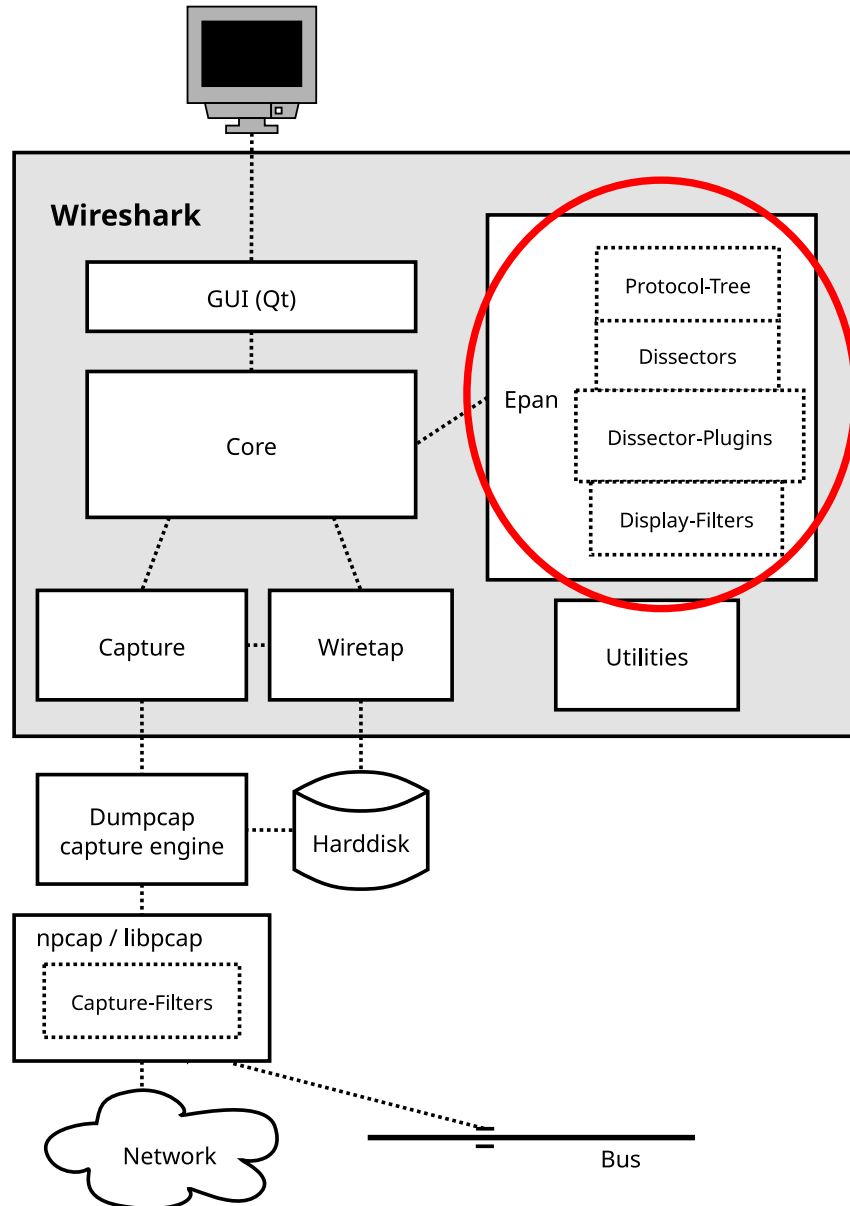 Wireshark
GUI (Qt)
Protocol-Tree
Dissectors
Epan
Dissector-Plugins
Core
Display-Filters
Capture
Wiretap
Utilities
Dumpcap
capture engine
Harddisk
npcap / libpcap
Capture-Filters
Network
Bus